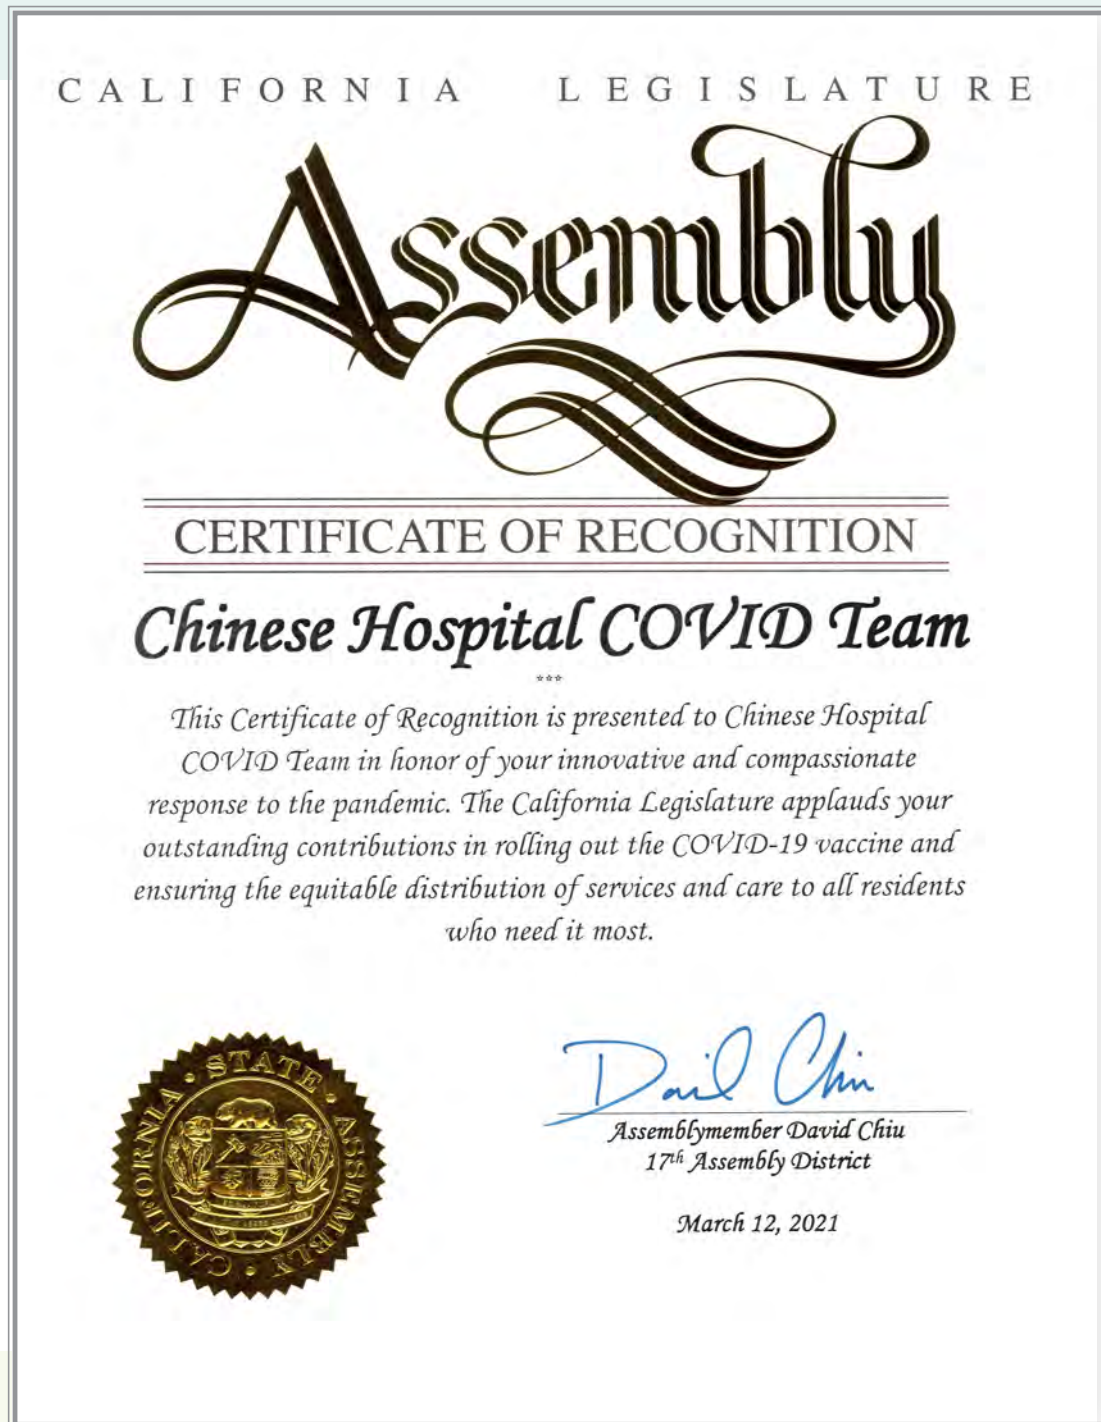 CALIFORNIA LEGISLATURE
Assembly
CERTIFICATE OF RECOGNITION
Chinese Hospital COVID Team
***
This Certificate of Recognition is presented to Chinese Hospital
COVID Team in honor of your innovative and compassionate
response to the pandemic. The California Legislature applauds your
outstanding contributions in rolling out the COVID-19 vaccine and
ensuring the equitable distribution of services and care to all residents
who need it most.
CALIFORNIA • STATE • ASSEMBLY •
David Chiu
Assemblymember David Chiu
17th Assembly District
March 12, 2021